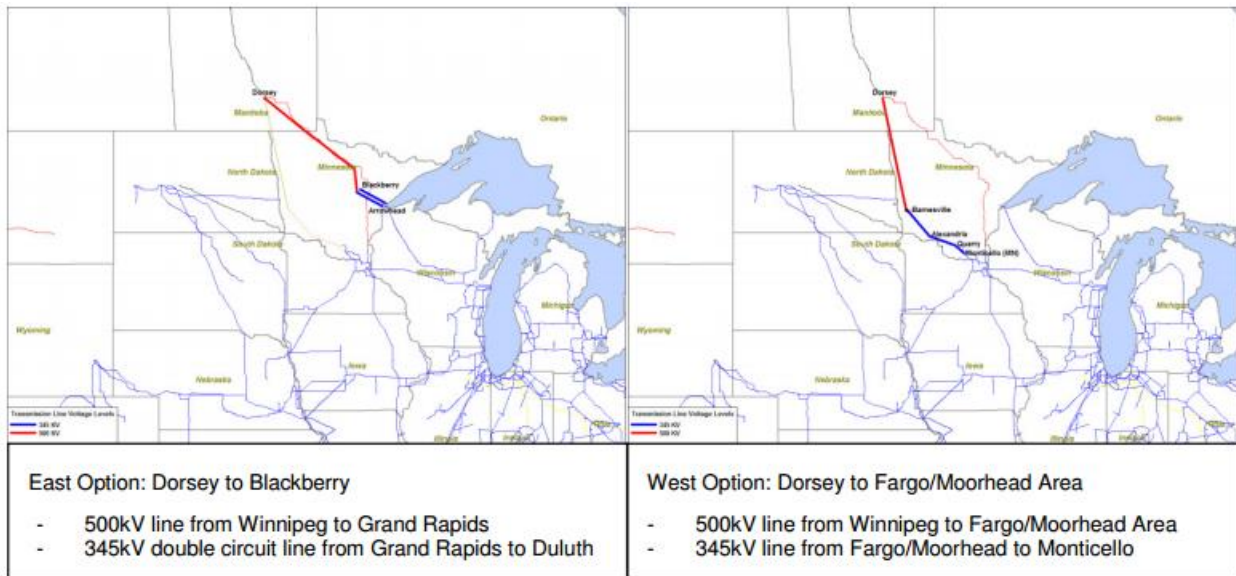 Dorsey
Manitoba
Ontario
North Dakota
Minnesota
Blackberry
Arrowhead
South Dakota
Wisconsin
Michigan
Wyoming
Iowa
Nebraska
Illinois
Transmission Line Voltage Levels
345 KV
500 KV
East Option: Dorsey to Blackberry
- 500kV line from Winnipeg to Grand Rapids
- 345kV double circuit line from Grand Rapids to Duluth
Dorsey
Manitoba
Ontario
Minnesota
North Dakota
Barnesville
Alexandria
South Dakota
Quarry
Monticello (MN)
Wisconsin
Michigan
Wyoming
Iowa
Nebraska
Illinois
Transmission Line Voltage Levels
345 KV
500 KV
West Option: Dorsey to Fargo/Moorhead Area
- 500kV line from Winnipeg to Fargo/Moorhead Area
- 345kV line from Fargo/Moorhead to Monticello